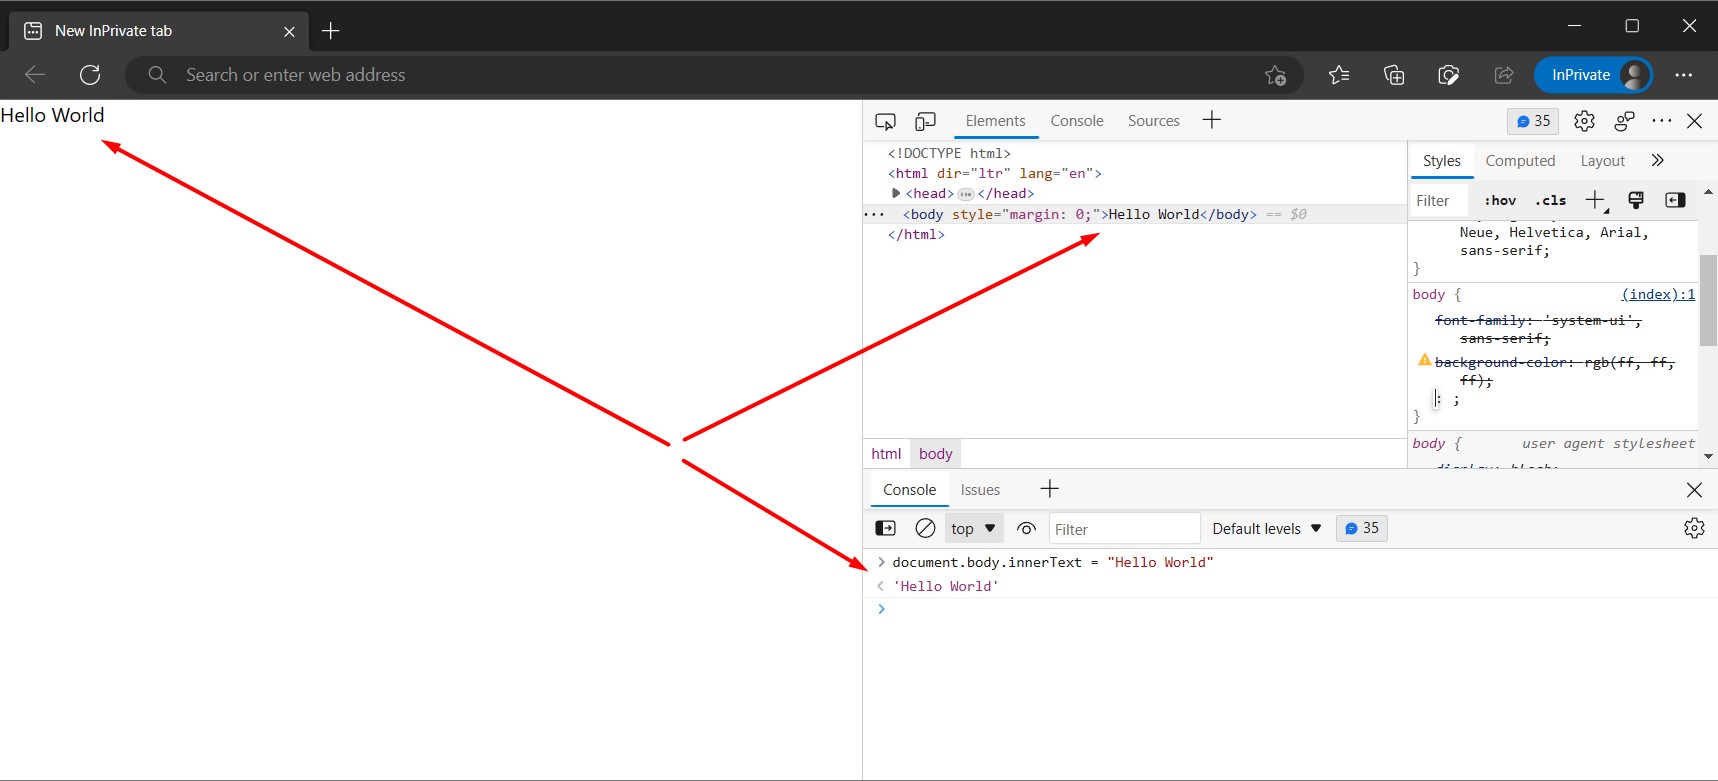 New InPrivate tab
Search or enter web address
InPrivate
Hello World
Elements Console Sources
35
<!DOCTYPE html>
<html dir="ltr" lang="en">
<head>…</head>
<body style="margin: 0;">Hello World</body> == $0
</html>
html body
Styles Computed Layout
Filter :hov .cls
Neue, Helvetica, Arial,
sans-serif;
}
body { (index):1
font-family: 'system-ui',
sans-serif;
background-color: rgb(ff, ff,
ff);
: ;
}
body { user agent stylesheet
display: block;
Console Issues
top Filter Default levels 35
> document.body.innerText = "Hello World"
< 'Hello World'
>